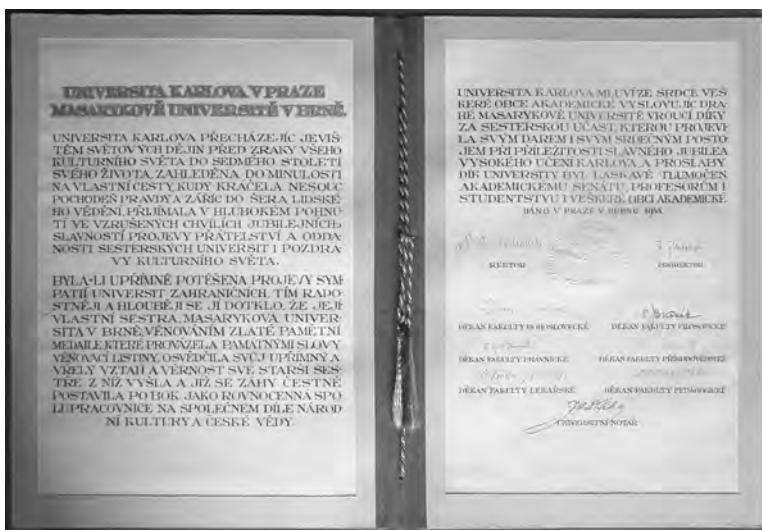 UNIVERSITA KARLOVA V PRAZE
MASARYKOVĚ UNIVERSITĚ V BRNĚ.
UNIVERSITA KARLOVA PŘECHÁZEJÍC JEVIŠ-
TĚM SVĚTOVÝCH DĚJIN PŘED ZRAKY VŠEHO
KULTURNÍHO SVĚTA DO SEDMÉHO STOLETÍ
SVÉHO ŽIVOTA, ZAHLEDĚNA DO MINULOSTI
NA VLASTNÍ CESTY, KUDY KRÁČELA NESOUC
POCHODEŇ PRAVDY A ZÁŘÍC DO ŠERA LIDSKÉ-
HO VĚDĚNÍ, PŘIJÍMALA V HLUBOKÉM POHNU-
TÍ VE VZRUŠENÝCH CHVÍLÍCH JUBILEJNÍCH
SLAVNOSTÍ PROJEVY PŘÁTELSTVÍ A ODDA-
NOSTI SESTERSKÝCH UNIVERSIT I POZDRA-
VY KULTURNÍHO SVĚTA.
BYLA-LI UPŘÍMNĚ POTĚŠENA PROJEVY SYM-
PATIÍ UNIVERSIT ZAHRANIČNÍCH, TÍM RADO-
STNĚJI A HLOUBĚJI SE JÍ DOTKLO, ŽE JEJÍ
VLASTNÍ SESTRA, MASARYKOVA UNIVER-
SITA V BRNĚ, VĚNOVÁNÍM ZLATÉ PAMĚTNÍ
MEDAILE, KTERÉ PROVÁZELA PAMÁTNÝMI SLOVY
VĚNOVACÍ LISTINY, OSVĚDČILA SVŮJ UPŘÍMNÝ A
VŘELÝ VZTAH A VĚRNOST SVÉ STARŠÍ SES-
TŘE, Z NÍŽ VYŠLA A JÍŽ SE ZÁHY ČESTNĚ
POSTAVILA PO BOK JAKO ROVNOCENNÁ SPO-
LUPRACOVNICE NA SPOLEČNÉM DÍLE NÁROD-
NÍ KULTURY A ČESKÉ VĚDY.
UNIVERSITA KARLOVA MLUVÍ ZE SRDCE VEŠ-
KERÉ OBCE AKADEMICKÉ VYSLOVUJÍC DRA-
HÉ MASARYKOVĚ UNIVERSITĚ VROUCÍ DÍKY
ZA SESTERSKOU ÚČAST, KTEROU PROJEVI-
LA SVÝM DAREM I SVÝM SRDEČNÝM POSTO-
JEM PŘI PŘÍLEŽITOSTI SLAVNÉHO JUBILEA
VYSOKÉHO UČENÍ KARLOVA, A PROSÍ, ABY
DÍK UNIVERSITY BYL LASKAVĚ TLUMOČEN
AKADEMICKÉMU SENÁTU, PROFESORŮM I
STUDENTSTVU I VEŠKERÉ OBCI AKADEMICKÉ.
DÁNO V PRAZE V
REKTOR
PROREKTOR
DĚKAN FAKULTY BOHOSLOVECKÉ DĚKAN FAKULTY FILOSOFICKÉ
DĚKAN FAKULTY PRÁVNICKÉ DĚKAN FAKULTY PŘÍRODOVĚDECKÉ
DĚKAN FAKULTY LÉKAŘSKÉ DĚKAN FAKULTY PEDAGOGICKÉ
UNIVERSITNÍ NOTÁŘ